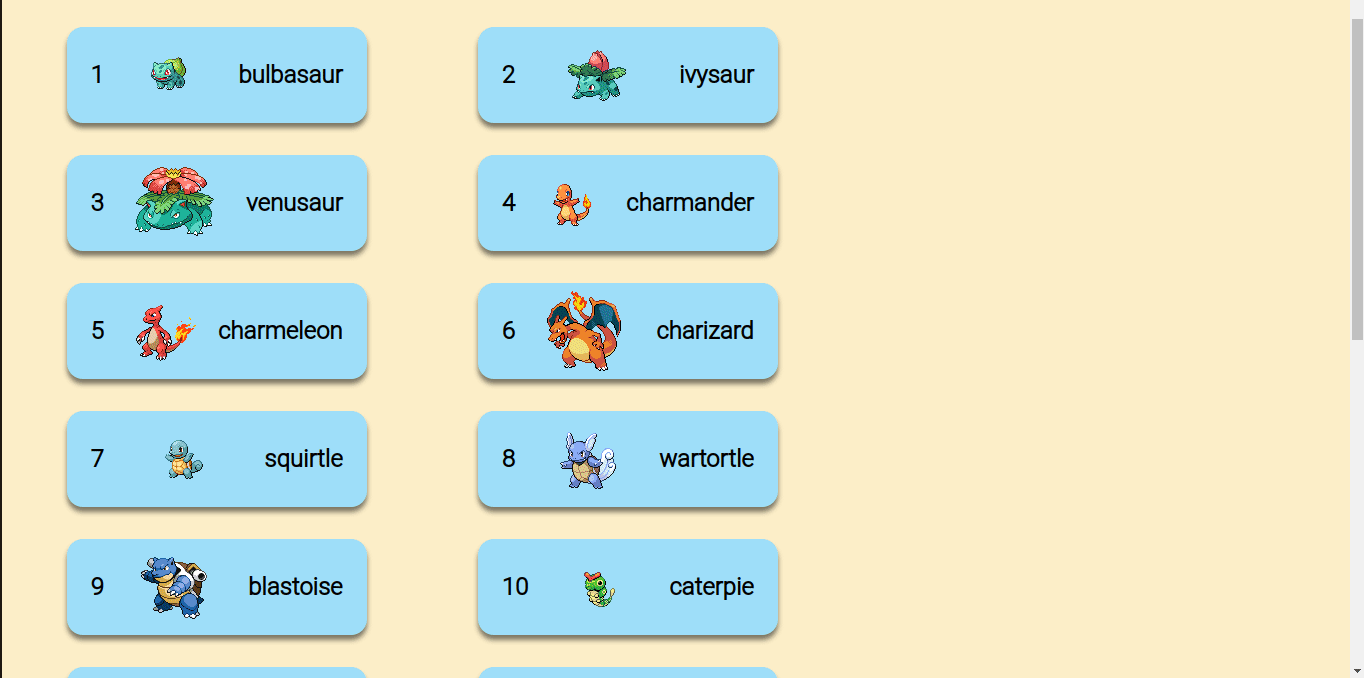 1 bulbasaur
2 ivysaur
3 venusaur
4 charmander
5 charmeleon
6 charizard
7 squirtle
8 wartortle
9 blastoise
10 caterpie